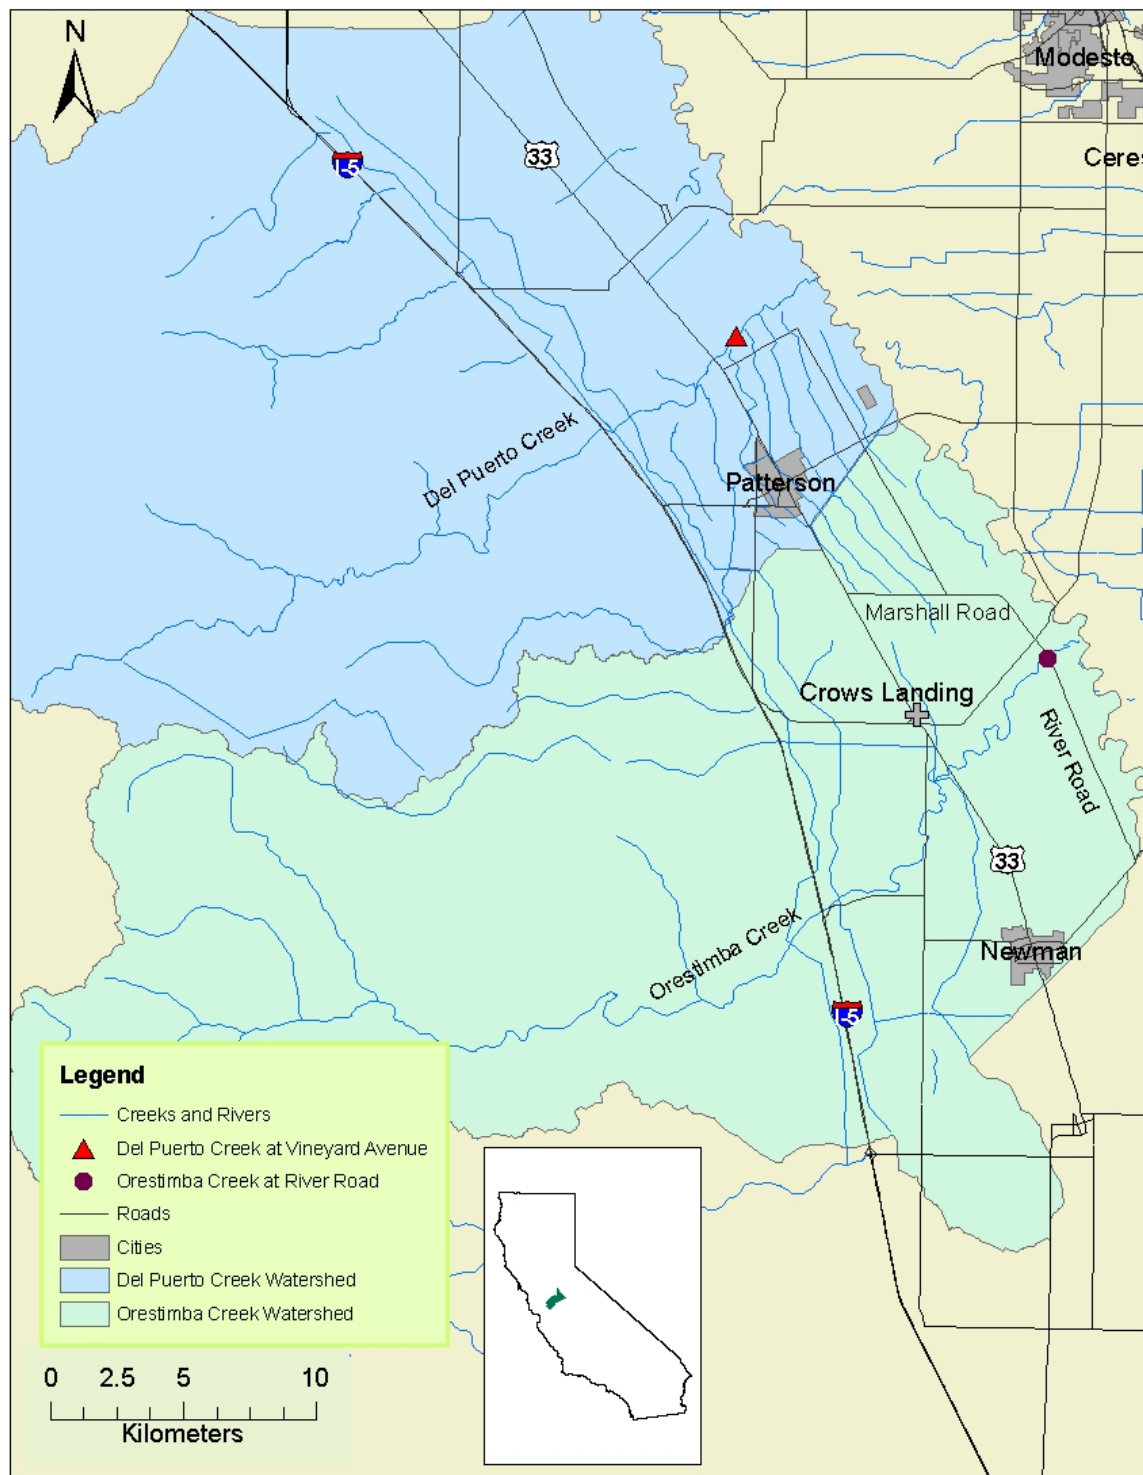 N
Modesto
Ceres
33
I-5
Del Puerto Creek
Patterson
Marshall Road
Crows Landing
River Road
33
Orestimba Creek
Newman
I-5
Legend
Creeks and Rivers
Del Puerto Creek at Vineyard Avenue
Orestimba Creek at River Road
Roads
Cities
Del Puerto Creek Watershed
Orestimba Creek Watershed
0 2.5 5 10
Kilometers